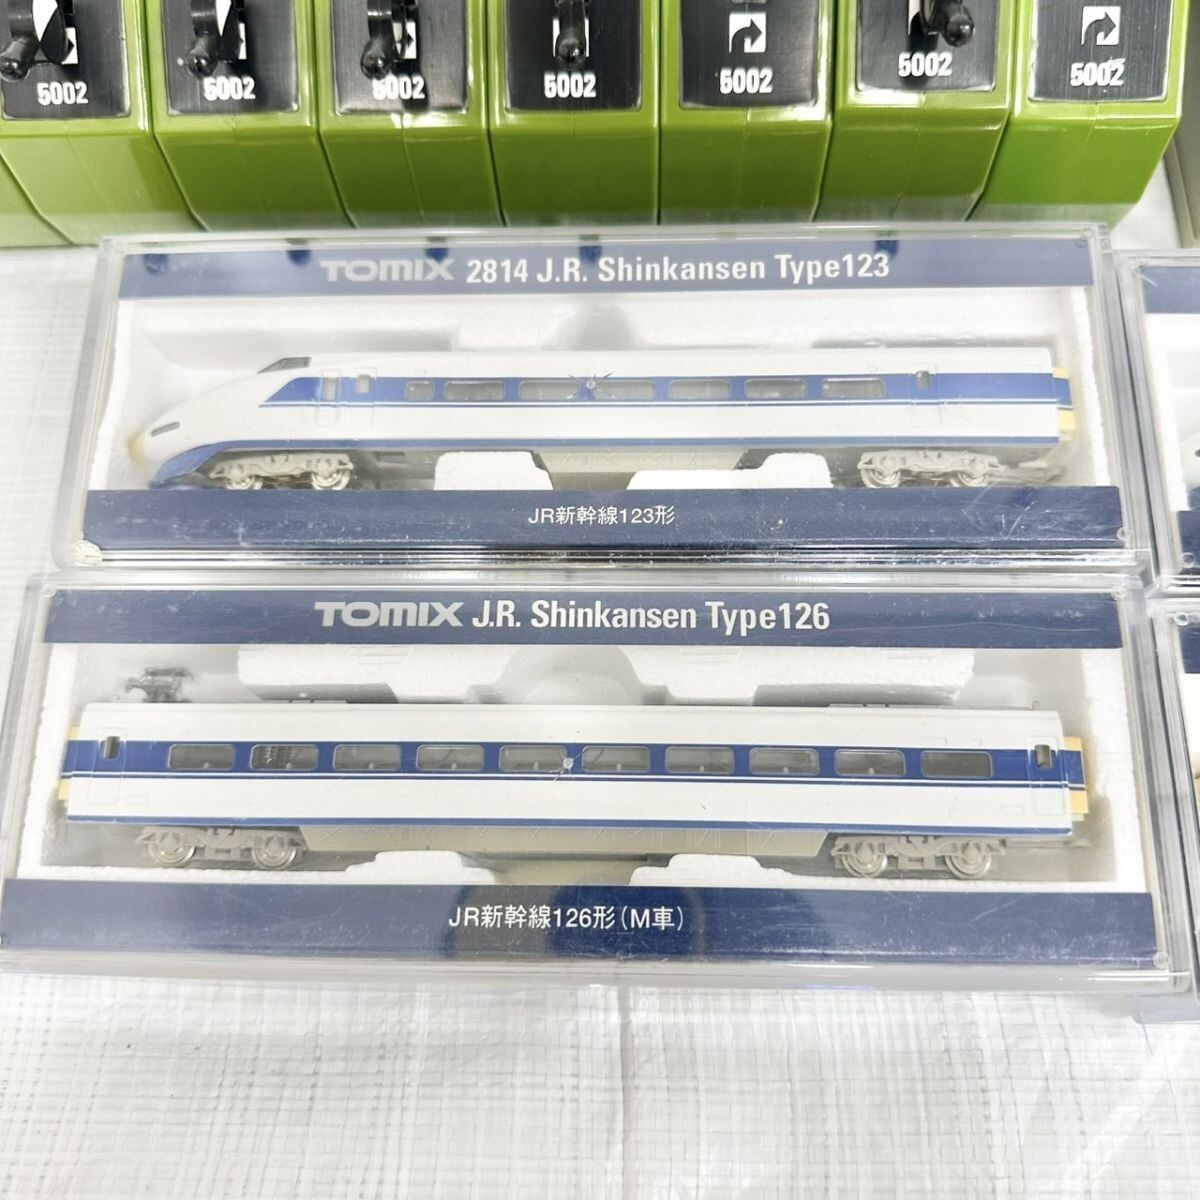 5002 5002 5002 5002 5002 5002 5002
TOMIX 2814 J.R. Shinkansen Type123
JR新幹線123形
TOMIX J.R. Shinkansen Type126
JR新幹線126形(M車)